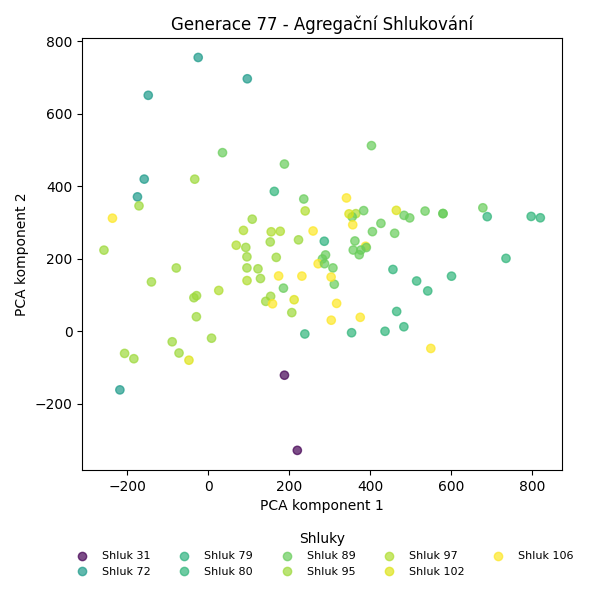 Generace 77 - Agregační Shlukování
800
600
400
200
0
−200
PCA komponent 2
−200 0 200 400 600 800
PCA komponent 1
Shluky
Shluk 31 Shluk 79 Shluk 89 Shluk 97 Shluk 106
Shluk 72 Shluk 80 Shluk 95 Shluk 102